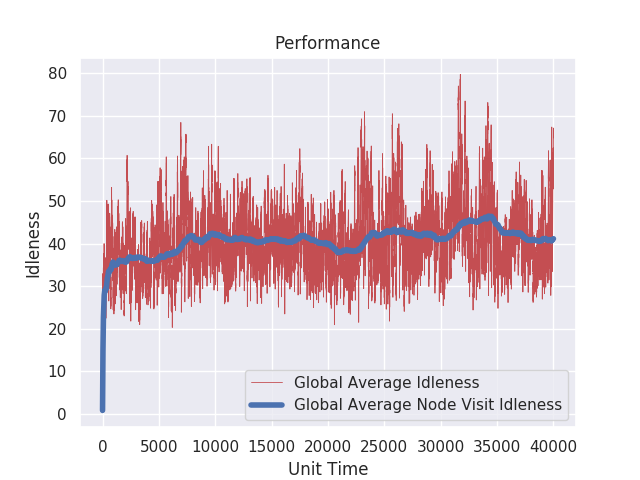 Performance
80
70
60
50
40
30
20
10
0
Idleness
Global Average Idleness
Global Average Node Visit Idleness
0 5000 10000 15000 20000 25000 30000 35000 40000
Unit Time